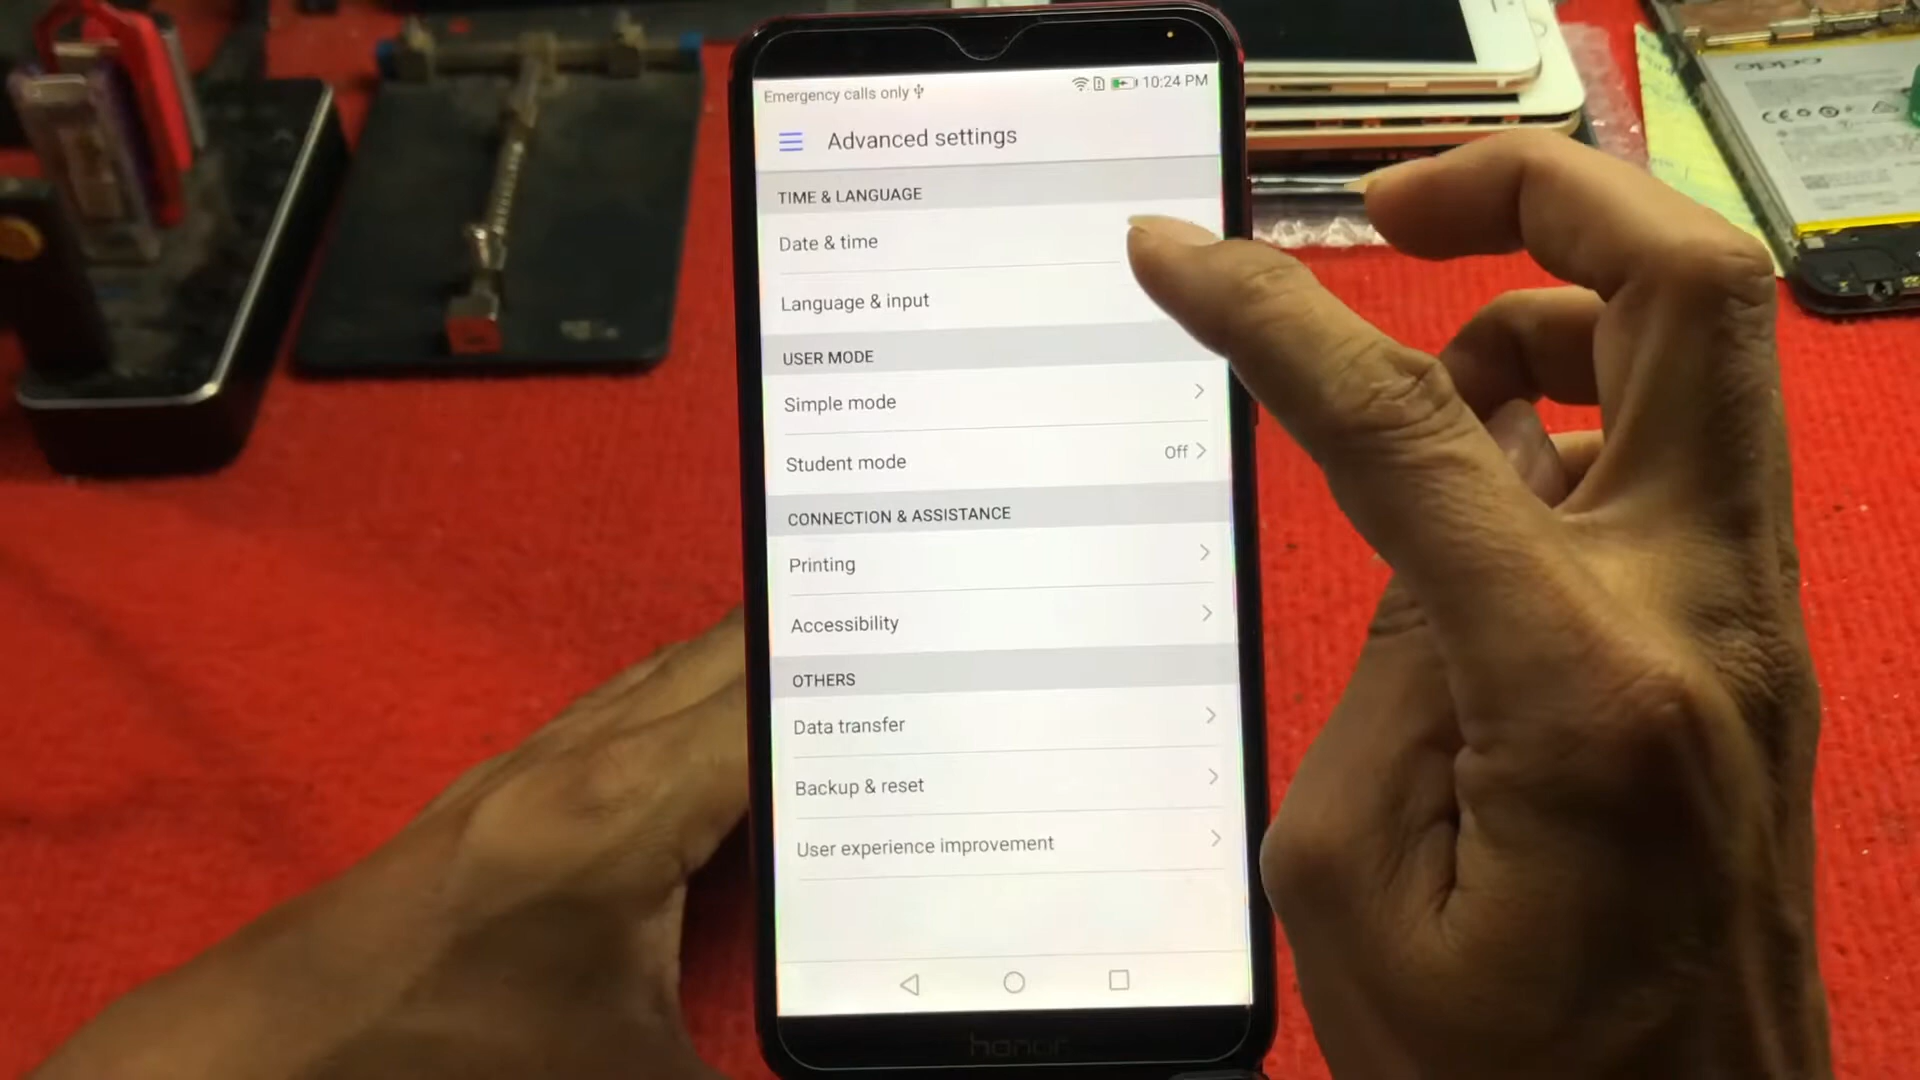 Emergency calls only
10:24 PM
Advanced settings
TIME & LANGUAGE
Date & time
Language & input
USER MODE
Simple mode
Student mode
Off
CONNECTION & ASSISTANCE
Printing
Accessibility
OTHERS
Data transfer
Backup & reset
User experience improvement
honor
oppo